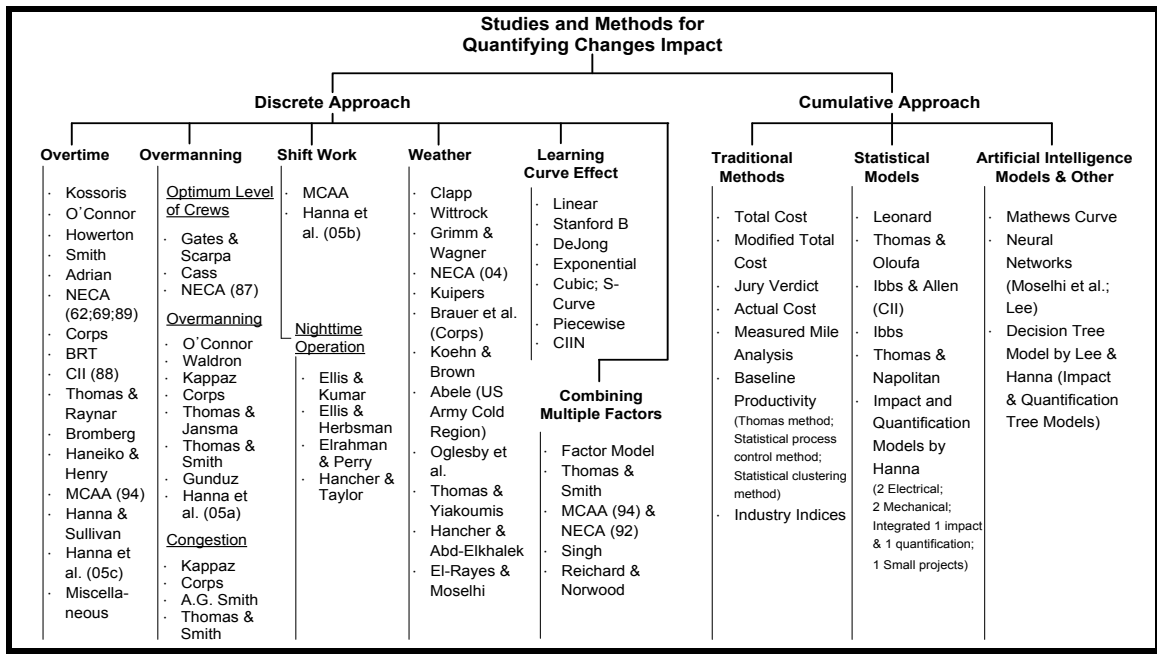 Studies and Methods for
Quantifying Changes Impact
Discrete Approach
Cumulative Approach
Overtime
· Kossoris
· O'Connor
· Howerton
· Smith
· Adrian
· NECA
(62;69;89)
· Corps
· BRT
· CII (88)
· Thomas &
Raynar
· Bromberg
· Haneiko &
Henry
· MCAA (94)
· Hanna &
Sullivan
· Hanna et
al. (05c)
· Miscella-
neous
Overmanning
Optimum Level
of Crews
· Gates &
Scarpa
· Cass
· NECA (87)
Overmanning
· O'Connor
· Waldron
· Kappaz
· Corps
· Thomas &
Jansma
· Thomas &
Smith
· Gunduz
· Hanna et
al. (05a)
Congestion
· Kappaz
· Corps
· A.G. Smith
· Thomas &
Smith
Shift Work
· MCAA
· Hanna et
al. (05b)
Nighttime
Operation
· Ellis &
Kumar
· Ellis &
Herbsman
· Elrahman
& Perry
· Hancher &
Taylor
Weather
· Clapp
· Wittrock
· Grimm &
Wagner
· NECA (04)
· Kuipers
· Brauer et al.
(Corps)
· Koehn &
Brown
· Abele (US
Army Cold
Region)
· Oglesby et
al.
· Thomas &
Yiakoumis
· Hancher &
Abd-Elkhalek
· El-Rayes &
Moselhi
Learning
Curve Effect
· Linear
· Stanford B
· DeJong
· Exponential
· Cubic; S-
Curve
· Piecewise
· CIIN
Combining
Multiple Factors
· Factor Model
· Thomas &
Smith
· MCAA (94) &
NECA (92)
· Singh
· Reichard &
Norwood
Traditional
Methods
· Total Cost
· Modified Total
Cost
· Jury Verdict
· Actual Cost
· Measured Mile
Analysis
· Baseline
Productivity
(Thomas method;
Statistical process
control method;
Statistical clustering
method)
· Industry Indices
Statistical
Models
· Leonard
· Thomas &
Oloufa
· Ibbs & Allen
(CII)
· Ibbs
· Thomas &
Napolitan
· Impact and
Quantification
Models by
Hanna
(2 Electrical;
2 Mechanical;
Integrated 1 impact
& 1 quantification;
1 Small projects)
Artificial Intelligence
Models & Other
· Mathews Curve
· Neural
Networks
(Moselhi et al.;
Lee)
· Decision Tree
Model by Lee &
Hanna (Impact
& Quantification
Tree Models)